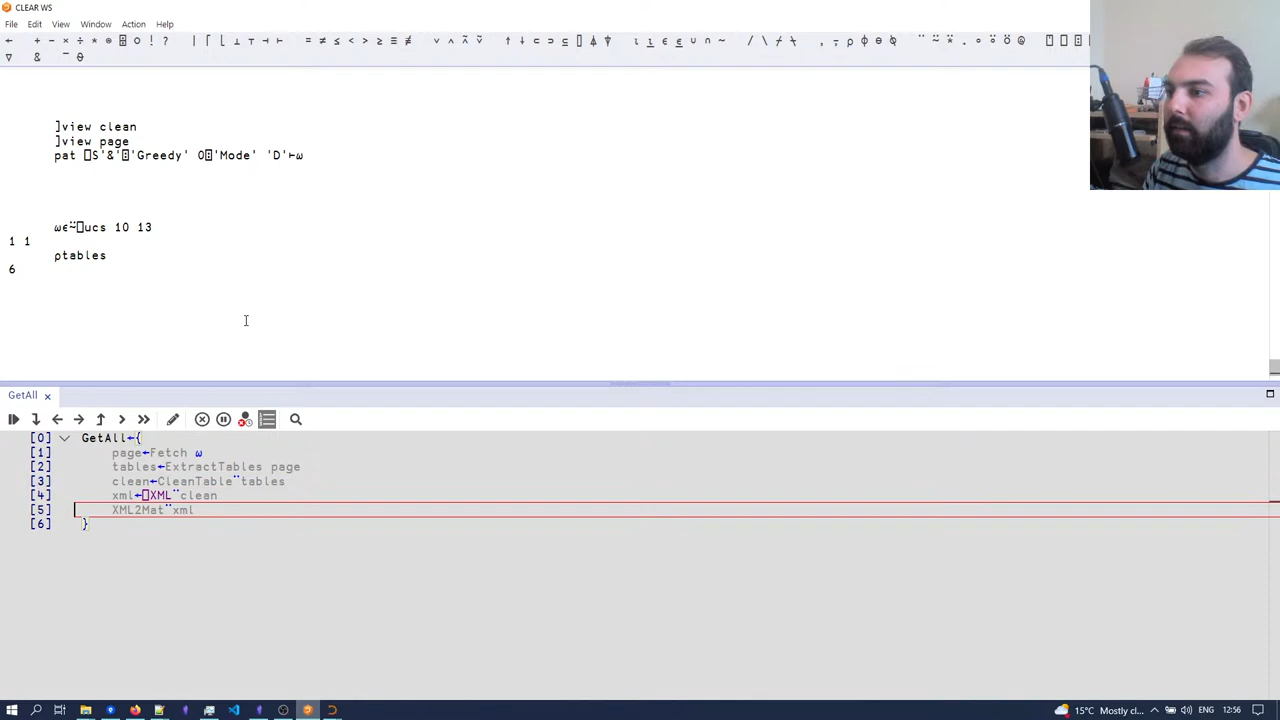 CLEAR WS
File Edit View Window Action Help
← + - × ÷ * ⍟ ⌹ ○ ! ? | ⌈ ⌊ ⊥ ⊤ ⊣ ⊢ = ≠ ≤ < > ≥ ≡ ≢ ∨ ∧ ⍲ ⍱ ↑ ↓ ⊂ ⊃ ⊆ ⌷ ⍋ ⍒ ⍳ ⍸ ∊ ⍷ ∪ ∩ ~ / \ ⌿ ⍀ , ⍪ ⍴ ⌽ ⊖ ⍉ ¨ ⍨ ⍣ . ∘ ⍤ ⍥ @
∇ & ¯ ⍬
]view clean
]view page
pat ⎕S'&'⍠'Greedy' 0⍠'Mode' 'D'⊢⍵
⍵∊⍨⎕ucs 10 13
1 1
⍴tables
6
GetAll ×
[0] GetAll←{
[1] page←Fetch ⍵
[2] tables←ExtractTables page
[3] clean←CleanTable¨tables
[4] xml←⎕XML¨clean
[5] XML2Mat¨xml
[6] }
15°C Mostly cl... ENG 12:56